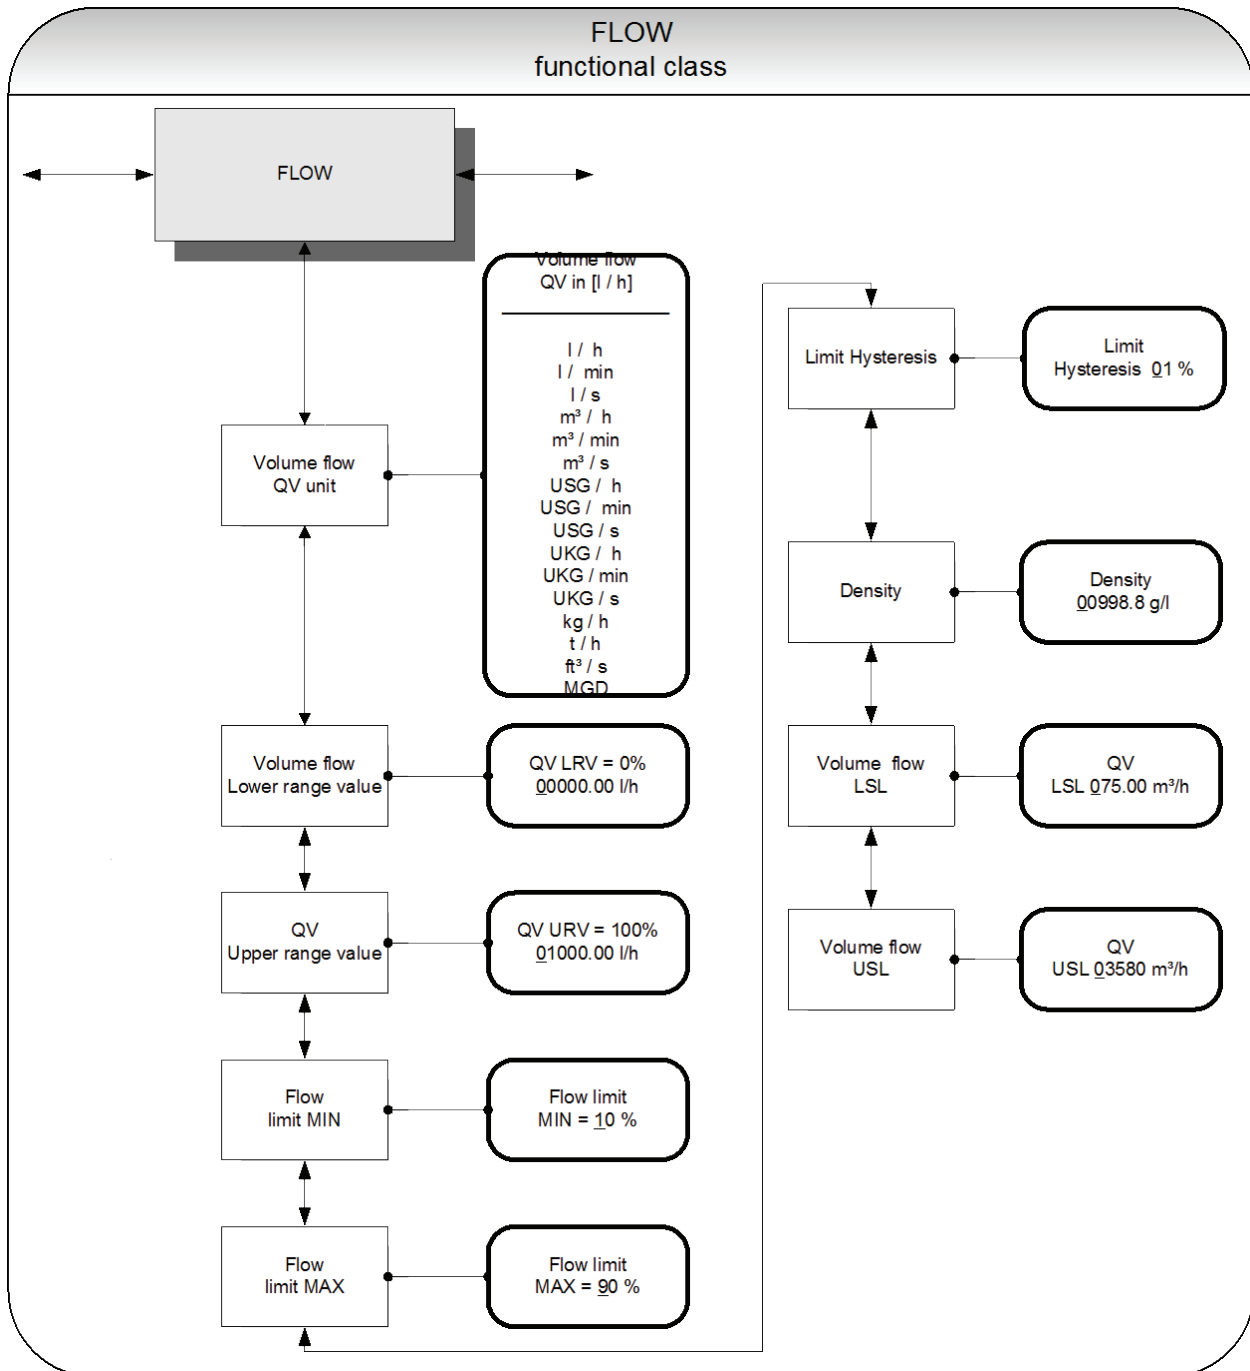 FLOW
functional class
FLOW
Volume flow
QV in [l / h]
l / h
l / min
l / s
m³ / h
m³ / min
m³ / s
USG / h
USG / min
USG / s
UKG / h
UKG / min
UKG / s
kg / h
t / h
ft³ / s
MGD
Volume flow
QV unit
Volume flow
Lower range value
QV LRV = 0%
00000.00 l/h
QV
Upper range value
QV URV = 100%
01000.00 l/h
Flow
limit MIN
Flow limit
MIN = 10 %
Flow
limit MAX
Flow limit
MAX = 90 %
Limit Hysteresis
Limit
Hysteresis 01 %
Density
Density
00998.8 g/l
Volume flow
LSL
QV
LSL 075.00 m³/h
Volume flow
USL
QV
USL 03580 m³/h